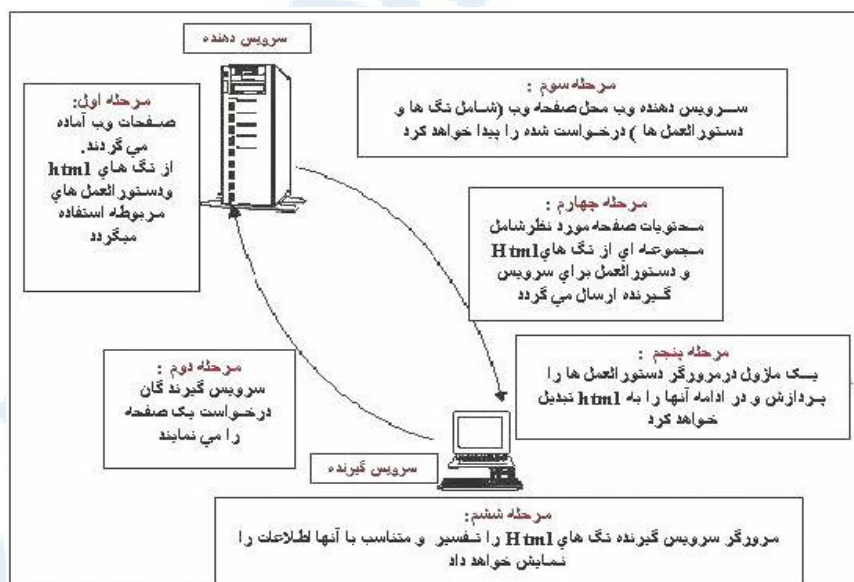 سرویس دهنده
مرحله اول:
صفحات وب آماده
می گردند.
از تگ های html
ودستورالعمل های
مربوطه استفاده
میگردد
مرحله دوم :
سرویس گیرند گان
درخواست یک صفحه
را می نمایند
مرحله سوم :
سرویس دهنده وب محل صفحه وب (شامل تگ ها و
دستورالعمل ها ) درخواست شده را پیدا خواهد کرد
مرحله چهارم :
محتویات صفحه مورد نظرشامل
مجموعه ای از تگ هایHtml
و دستورالعمل برای سرویس
گیرنده ارسال می گردد
مرحله پنجم :
یک ماژول درمرورگر دستورالعمل ها را
پردازش و در ادامه آنها را به html تبدیل
خواهد کرد
سرویس گیرنده
مرحله ششم:
مرورگر سرویس گیرنده تگ های Html را تفسیر و متناسب با آنها اطلاعات را
نمایش خواهد داد